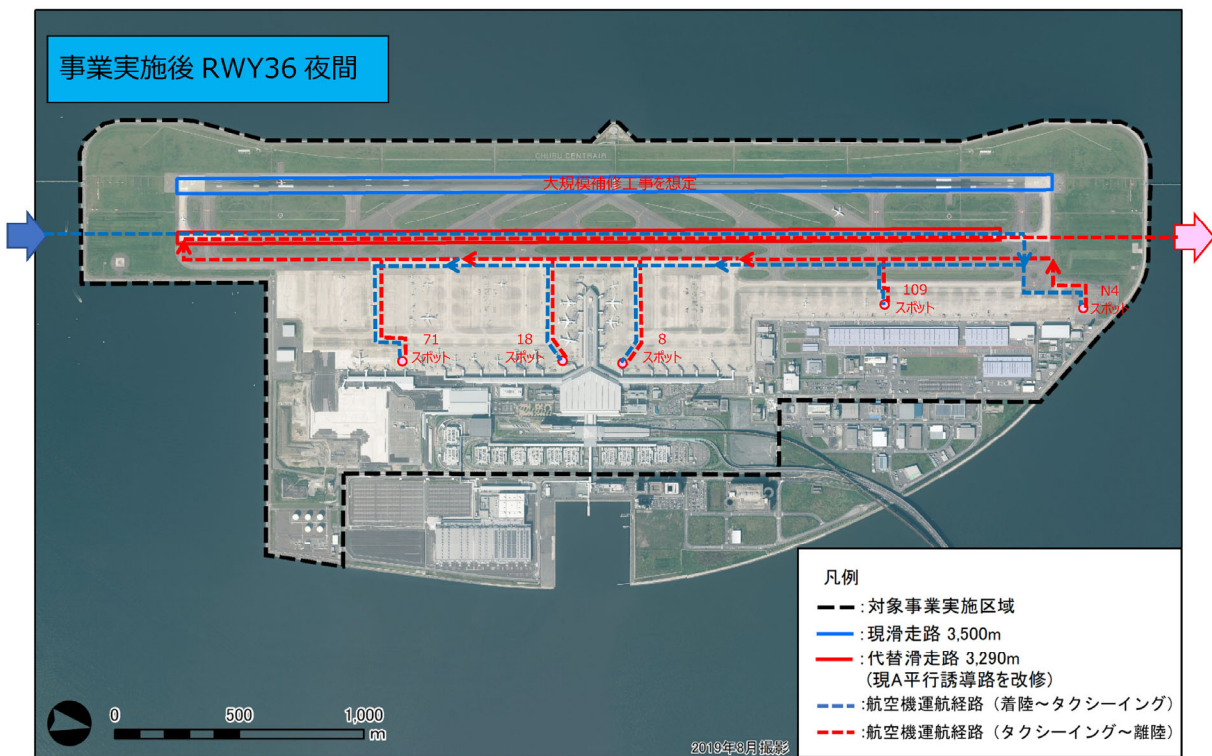 事業実施後 RWY36 夜間
CHUBU CENTRAIR
大規模補修工事を想定
109
スポット
N4
スポット
71
スポット
18
スポット
8
スポット
凡例
:対象事業実施区域
:現滑走路 3,500m
:代替滑走路 3,290m
(現A平行誘導路を改修)
:航空機運航経路(着陸~タクシーイング)
:航空機運航経路(タクシーイング~離陸)
0 500 1,000
m
2019年8月撮影